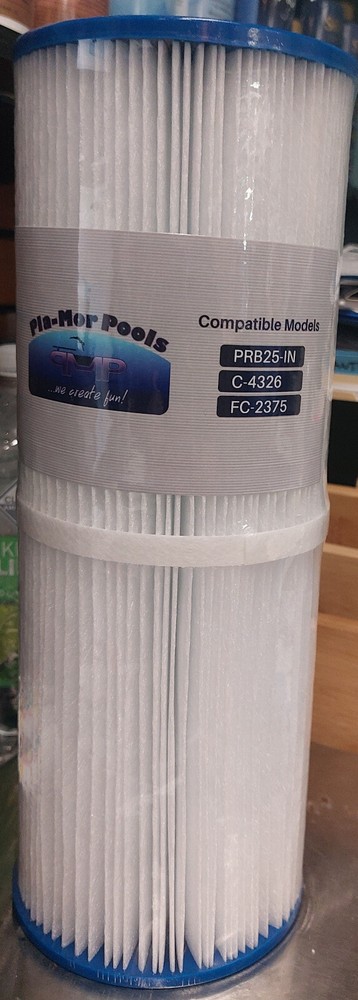 Pla-Mor Pools
PMP
...we create fun!
Compatible Models
PRB25-IN
C-4326
FC-2375